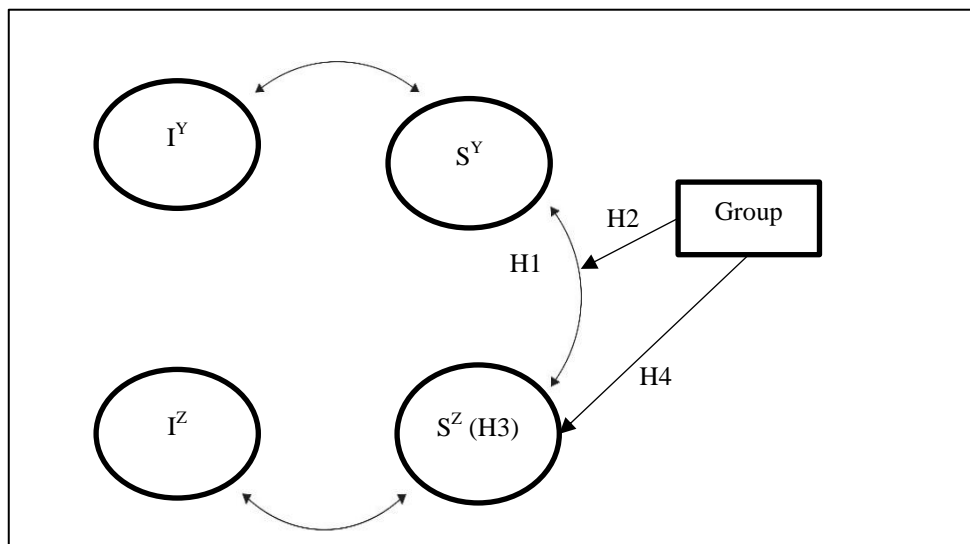 I^Y
S^Y
Group
H2
H1
H4
I^Z
S^Z (H3)